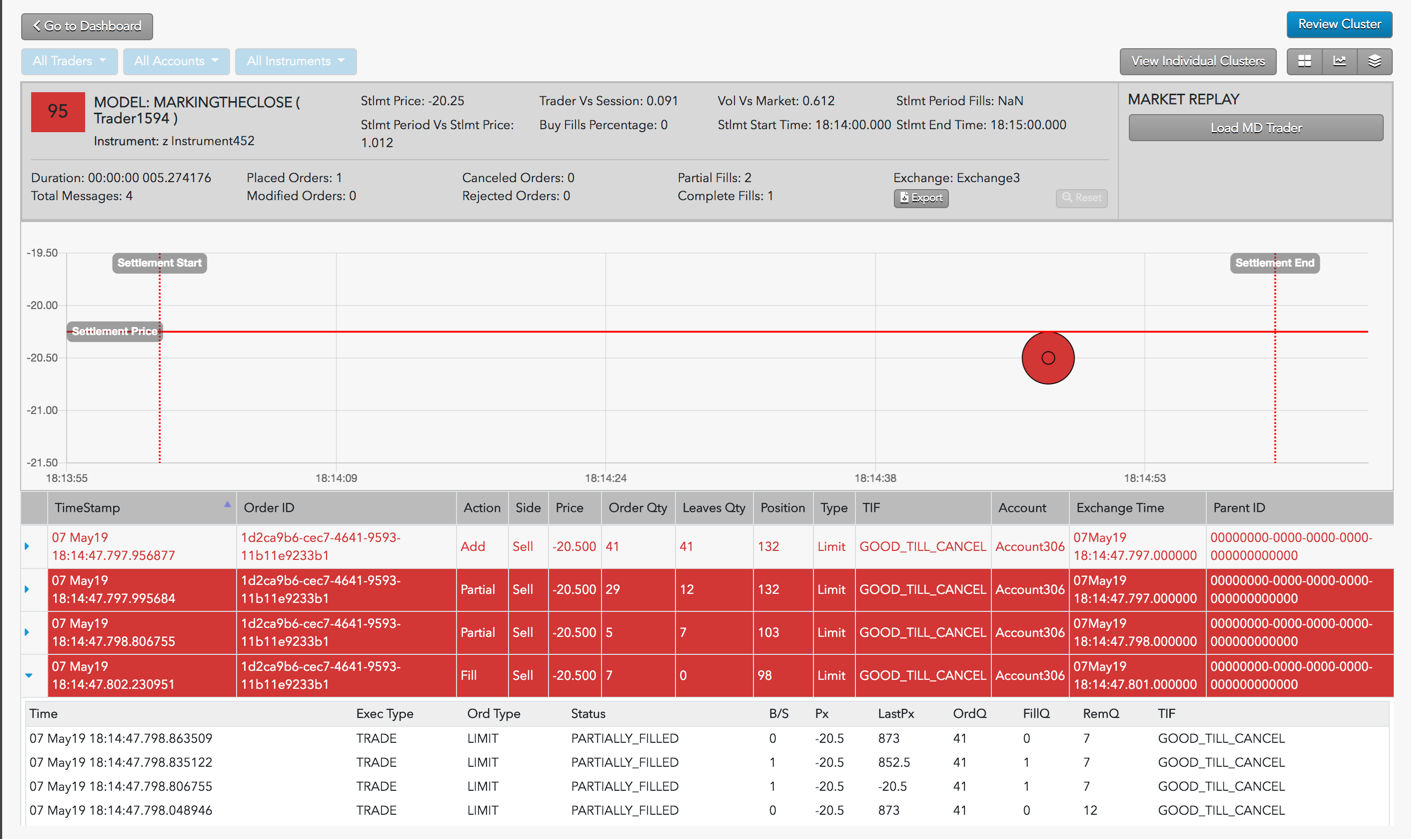 Go to Dashboard
Review Cluster
All Traders All Accounts All Instruments
View Individual Clusters
95
MODEL: MARKINGTHECLOSE (
Trader1594 )
Instrument: z Instrument452
Stlmt Price: -20.25 Trader Vs Session: 0.091 Vol Vs Market: 0.612 Stlmt Period Fills: NaN
Stlmt Period Vs Stlmt Price:
1.012
Buy Fills Percentage: 0 Stlmt Start Time: 18:14:00.000 Stlmt End Time: 18:15:00.000
MARKET REPLAY
Load MD Trader
Duration: 00:00:00 005.274176 Placed Orders: 1 Canceled Orders: 0 Partial Fills: 2 Exchange: Exchange3
Total Messages: 4 Modified Orders: 0 Rejected Orders: 0 Complete Fills: 1 Export Reset
-19.50
Settlement Start Settlement End
-20.00
Settlement Price
-20.50
-21.00
-21.50
18:13:55 18:14:09 18:14:24 18:14:38 18:14:53
TimeStamp Order ID Action Side Price Order Qty Leaves Qty Position Type TIF Account Exchange Time Parent ID
07 May19
18:14:47.797.956877
1d2ca9b6-cec7-4641-9593-
11b11e9233b1
Add Sell -20.500 41 41 132 Limit GOOD_TILL_CANCEL Account306
07May19
18:14:47.797.000000
00000000-0000-0000-0000-
000000000000
07 May19
18:14:47.797.995684
1d2ca9b6-cec7-4641-9593-
11b11e9233b1
Partial Sell -20.500 29 12 132 Limit GOOD_TILL_CANCEL Account306
07May19
18:14:47.797.000000
00000000-0000-0000-0000-
000000000000
07 May19
18:14:47.798.806755
1d2ca9b6-cec7-4641-9593-
11b11e9233b1
Partial Sell -20.500 5 7 103 Limit GOOD_TILL_CANCEL Account306
07May19
18:14:47.798.000000
00000000-0000-0000-0000-
000000000000
07 May19
18:14:47.802.230951
1d2ca9b6-cec7-4641-9593-
11b11e9233b1
Fill Sell -20.500 7 0 98 Limit GOOD_TILL_CANCEL Account306
07May19
18:14:47.801.000000
00000000-0000-0000-0000-
000000000000
Time Exec Type Ord Type Status B/S Px LastPx OrdQ FillQ RemQ TIF
07 May19 18:14:47.798.863509 TRADE LIMIT PARTIALLY_FILLED 0 -20.5 873 41 0 7 GOOD_TILL_CANCEL
07 May19 18:14:47.798.835122 TRADE LIMIT PARTIALLY_FILLED 1 -20.5 852.5 41 1 7 GOOD_TILL_CANCEL
07 May19 18:14:47.798.806755 TRADE LIMIT PARTIALLY_FILLED 1 -20.5 -20.5 41 1 7 GOOD_TILL_CANCEL
07 May19 18:14:47.798.048946 TRADE LIMIT PARTIALLY_FILLED 0 -20.5 873 41 0 12 GOOD_TILL_CANCEL